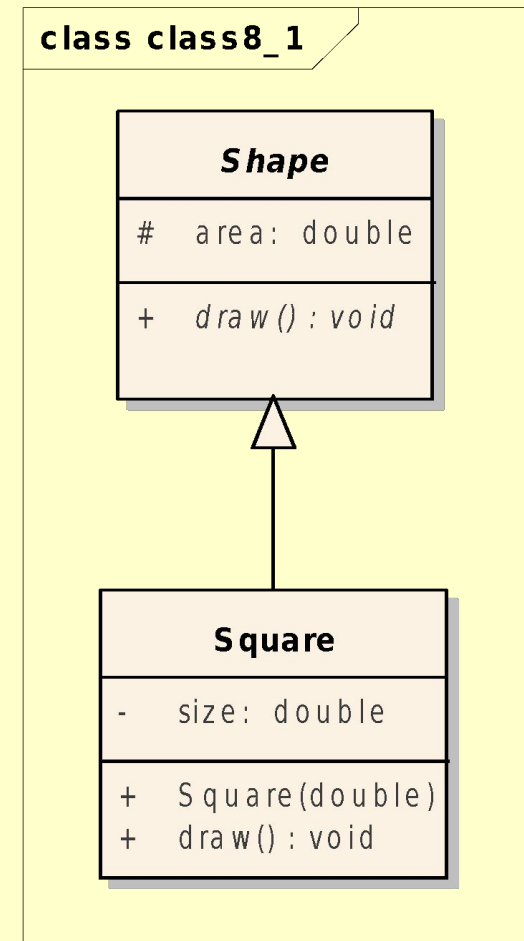 class class8_1
Shape
# area: double
+ draw() : void
Square
- size: double
+ Square(double)
+ draw() : void